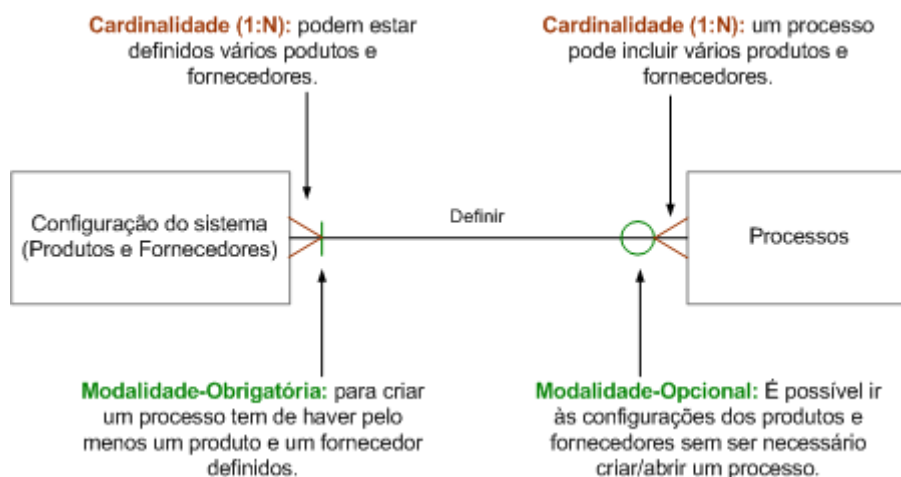 Cardinalidade (1:N): podem estar
definidos vários podutos e
fornecedores.
Cardinalidade (1:N): um processo
pode incluir vários produtos e
fornecedores.
Configuração do sistema
(Produtos e Fornecedores)
Definir
Processos
Modalidade-Obrigatória: para criar
um processo tem de haver pelo
menos um produto e um fornecedor
definidos.
Modalidade-Opcional: É possível ir
às configurações dos produtos e
fornecedores sem ser necessário
criar/abrir um processo.